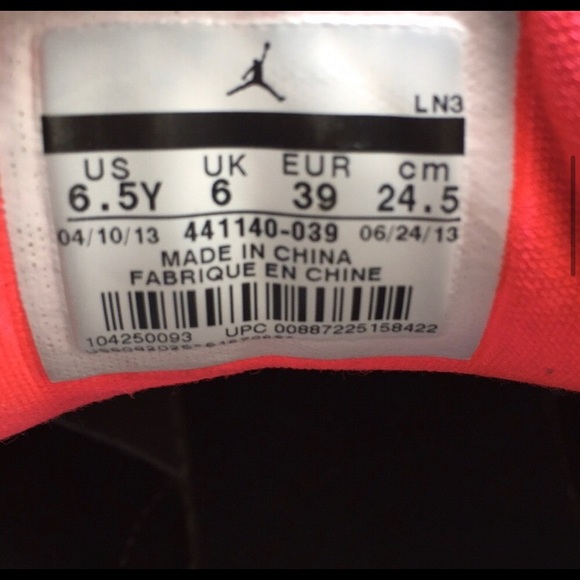 LN3
US UK EUR cm
6.5Y 6 39 24.5
04/10/13 441140-039 06/24/13
MADE IN CHINA
FABRIQUE EN CHINE
104250093 UPC 00887225158422